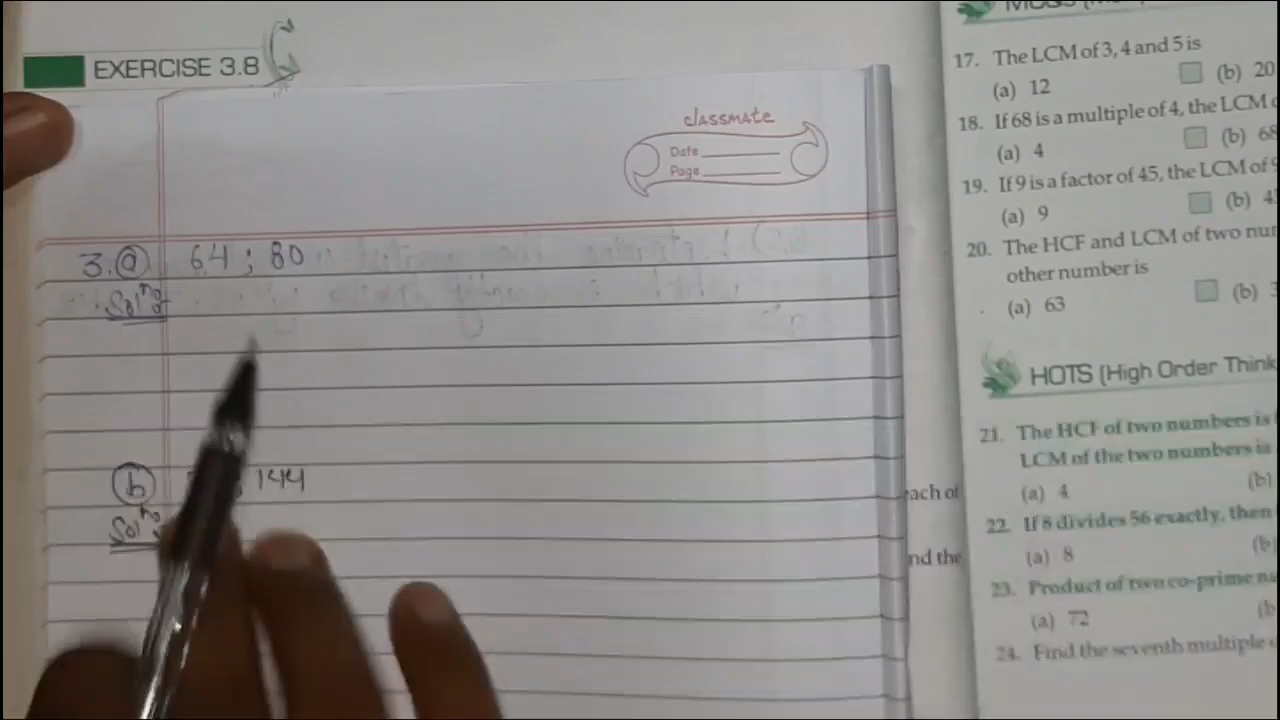 EXERCISE 3.8
classmate
Date
Page
3. (a) 64 ; 80
Solⁿ
(b) 144
Solⁿ
ach of
nd the
17. The LCM of 3, 4 and 5 is
(a) 12 (b) 20
18. If 68 is a multiple of 4, the LCM
(a) 4 (b) 68
19. If 9 is a factor of 45, the LCM of
(a) 9 (b)
20. The HCF and LCM of two
other number is
(a) 63 (b)
HOTS (High Order Think
21. The HCF of two numbers is
LCM of the two numbers is
(a) 4 (b)
22. If 8 divides 56 exactly, then
(a) 8 (b)
23. Product of two co-prime
(a) 72
24. Find the seventh multiple